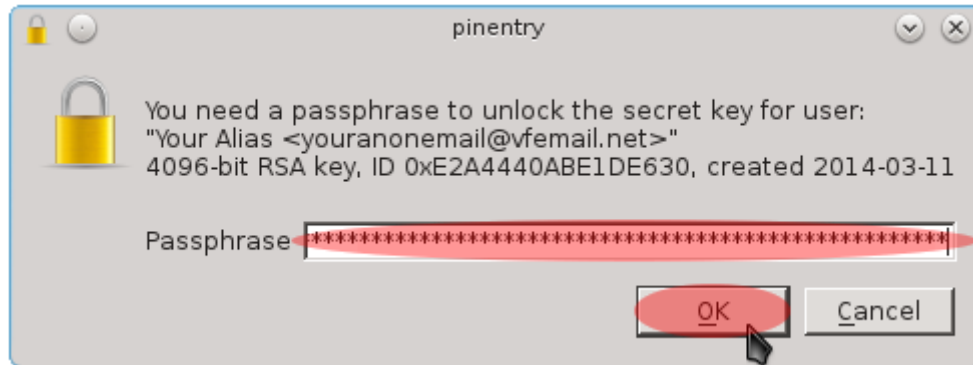 pinentry
You need a passphrase to unlock the secret key for user:
"Your Alias <youranonemail@vfemail.net>"
4096-bit RSA key, ID 0xE2A4440ABE1DE630, created 2014-03-11
Passphrase *****************************************************
OK Cancel